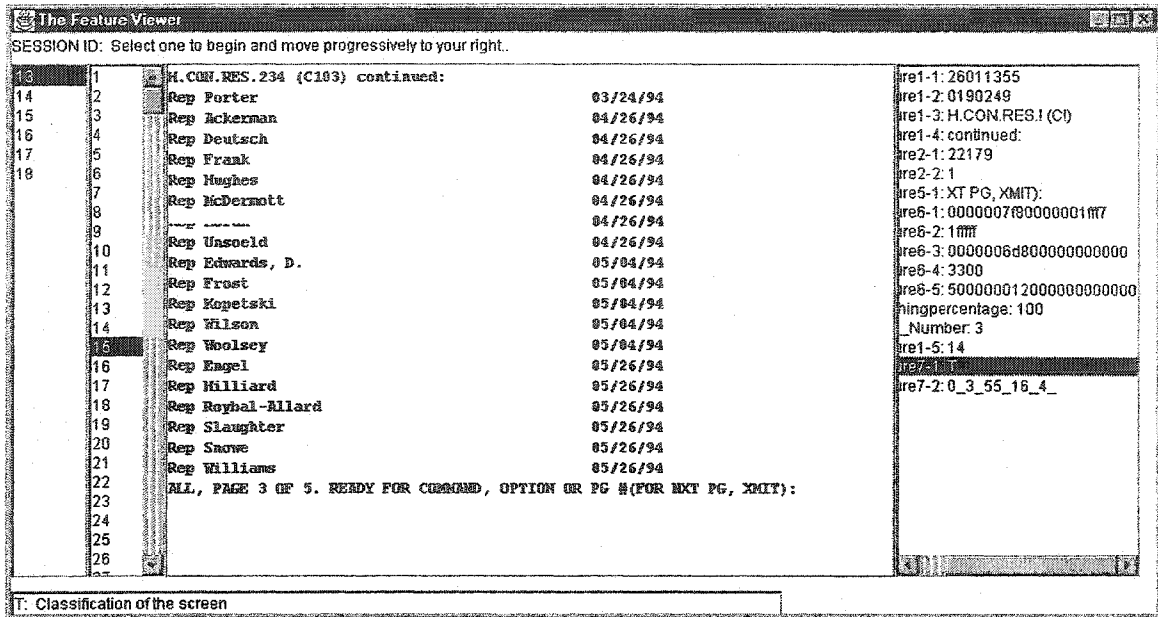 The Feature Viewer
SESSION ID: Select one to begin and move progressively to your right..
13
14
15
16
17
18
1
2
3
4
5
6
7
8
9
10
11
12
13
14
15
16
17
18
19
20
21
22
23
24
25
26
H.CON.RES.234 (C103) continued:
Rep Porter 03/24/94
Rep Ackerman 04/26/94
Rep Deutsch 04/26/94
Rep Frank 04/26/94
Rep Hughes 04/26/94
Rep McDermott 04/26/94
04/26/94
Rep Unsoeld 04/26/94
Rep Edwards, D. 05/04/94
Rep Frost 05/04/94
Rep Kopetski 05/04/94
Rep Wilson 05/04/94
Rep Woolsey 05/04/94
Rep Engel 05/26/94
Rep Hilliard 05/26/94
Rep Roybal-Allard 05/26/94
Rep Slaughter 05/26/94
Rep Snowe 05/26/94
Rep Williams 05/26/94
ALL, PAGE 3 OF 5. READY FOR COMMAND, OPTION OR PG #(FOR NXT PG, XMIT):
ure1-1: 26011355
ure1-2: 0190249
ure1-3: H.CON.RES.! (C!)
ure1-4: continued:
ure2-1: 22179
ure2-2: 1
ure5-1: XT PG, XMIT):
ure6-1: 0000007f80000001fff7
ure6-2: 1fffff
ure6-3: 0000006d800000000000
ure6-4: 3300
ure6-5: 500000012000000000000
hingpercentage: 100
_Number: 3
ure1-5: 14
ure7-1: T
ure7-2: 0_3_55_16_4_
T: Classification of the screen